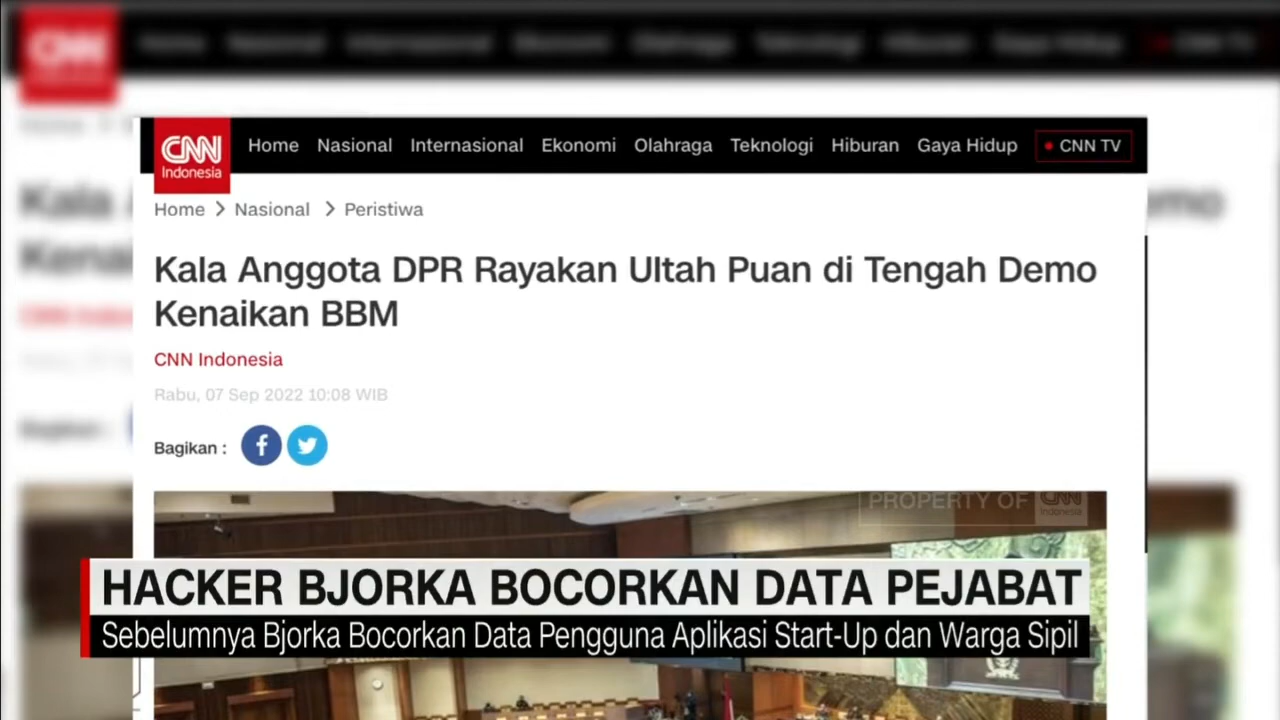 CNN
Indonesia
Home Nasional Internasional Ekonomi Olahraga Teknologi Hiburan Gaya Hidup CNN TV
Home > Nasional > Peristiwa
Kala Anggota DPR Rayakan Ultah Puan di Tengah Demo
Kenaikan BBM
CNN Indonesia
Rabu, 07 Sep 2022 10:08 WIB
Bagikan :
PROPERTY OF CNN Indonesia
HACKER BJORKA BOCORKAN DATA PEJABAT
Sebelumnya Bjorka Bocorkan Data Pengguna Aplikasi Start-Up dan Warga Sipil